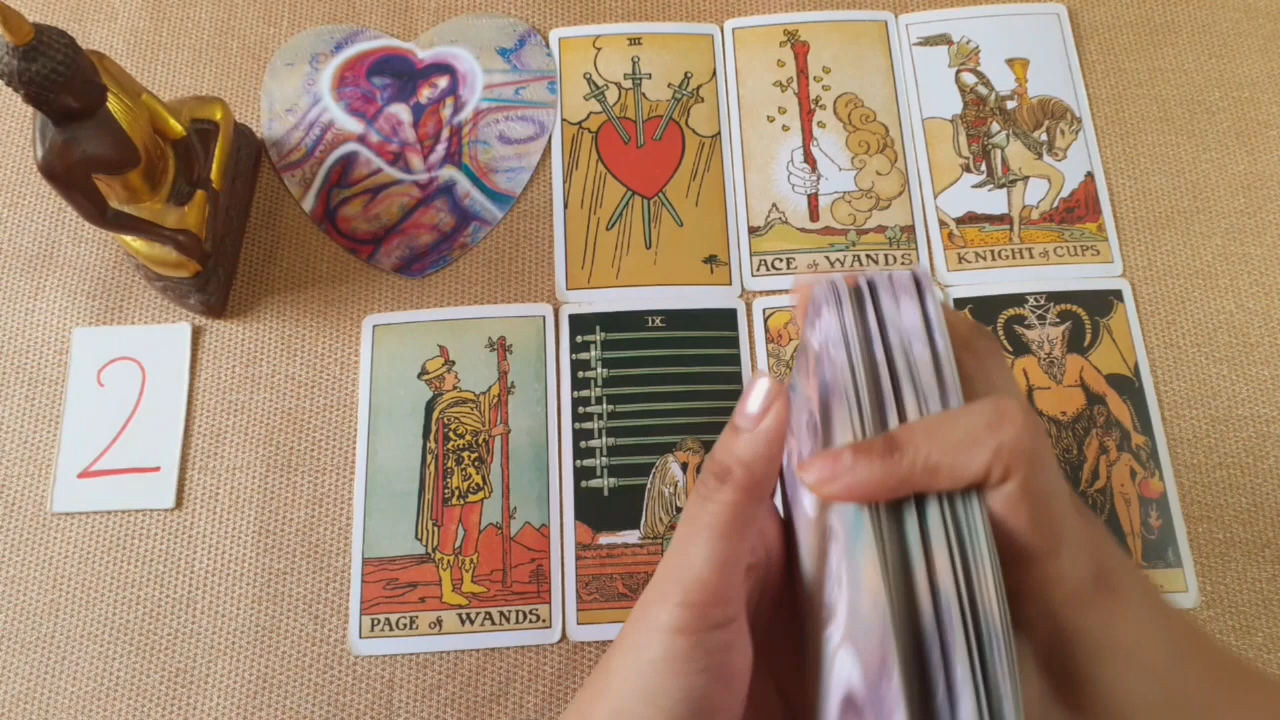 III
ACE of WANDS
KNIGHT of CUPS
2
IX
XV
PAGE of WANDS.